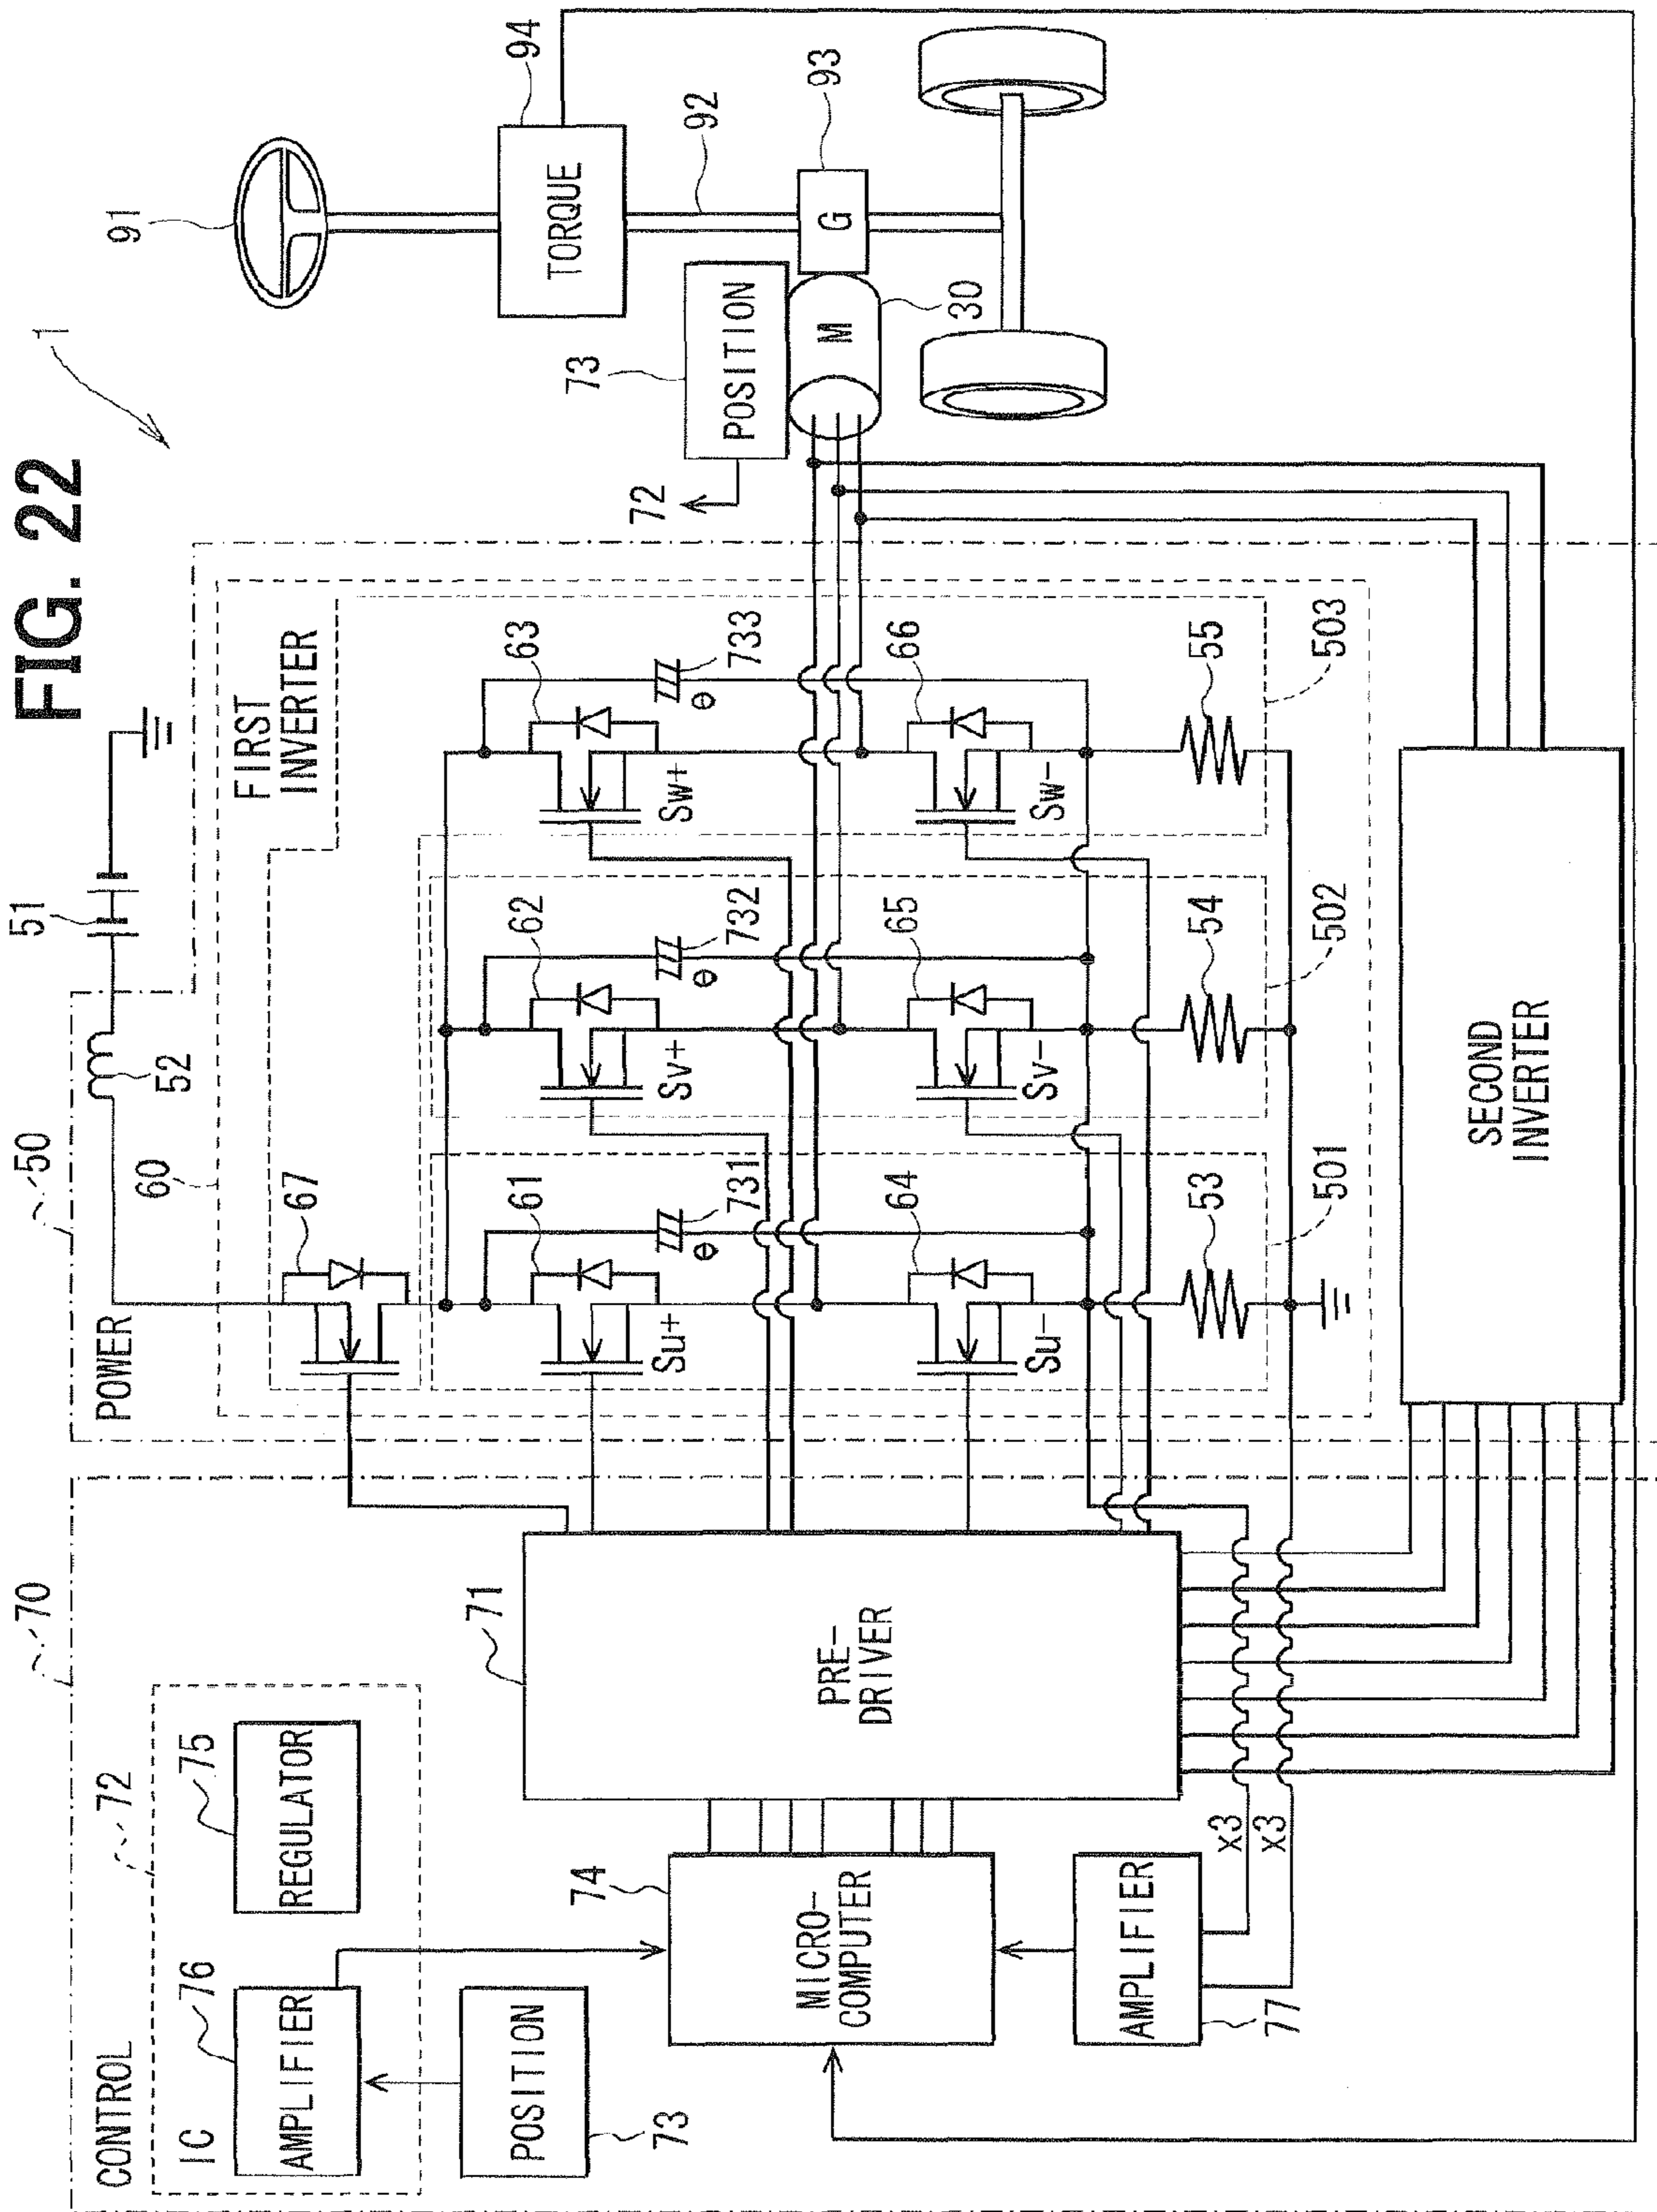 FIG. 22
1
70
CONTROL
72
IC
76
AMPLIFIER
75
REGULATOR
73
POSITION
74
MICRO-
COMPUTER
77
AMPLIFIER
x3
x3
71
PRE-
DRIVER
50
POWER
60
52
51
67
FIRST
INVERTER
61
Su+
731
⊖
62
Sv+
732
⊖
63
Sw+
733
⊖
64
Su-
65
Sv-
66
Sw-
53
501
54
502
55
503
SECOND
INVERTER
91
94
TORQUE
92
93
G
73
POSITION
72
M
30